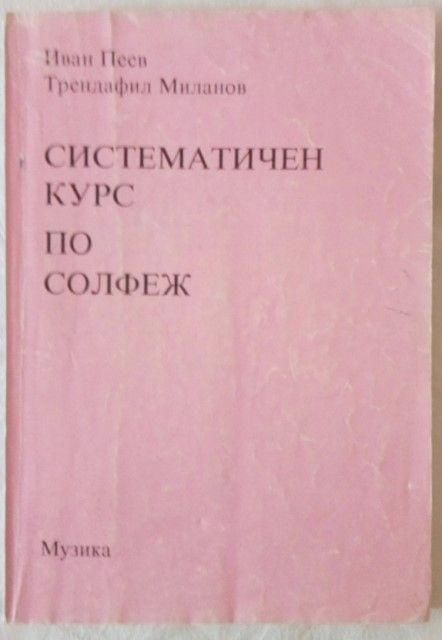 Иван Пеев
Трендафил Миланов
СИСТЕМАТИЧЕН
КУРС
ПО
СОЛФЕЖ
Музика